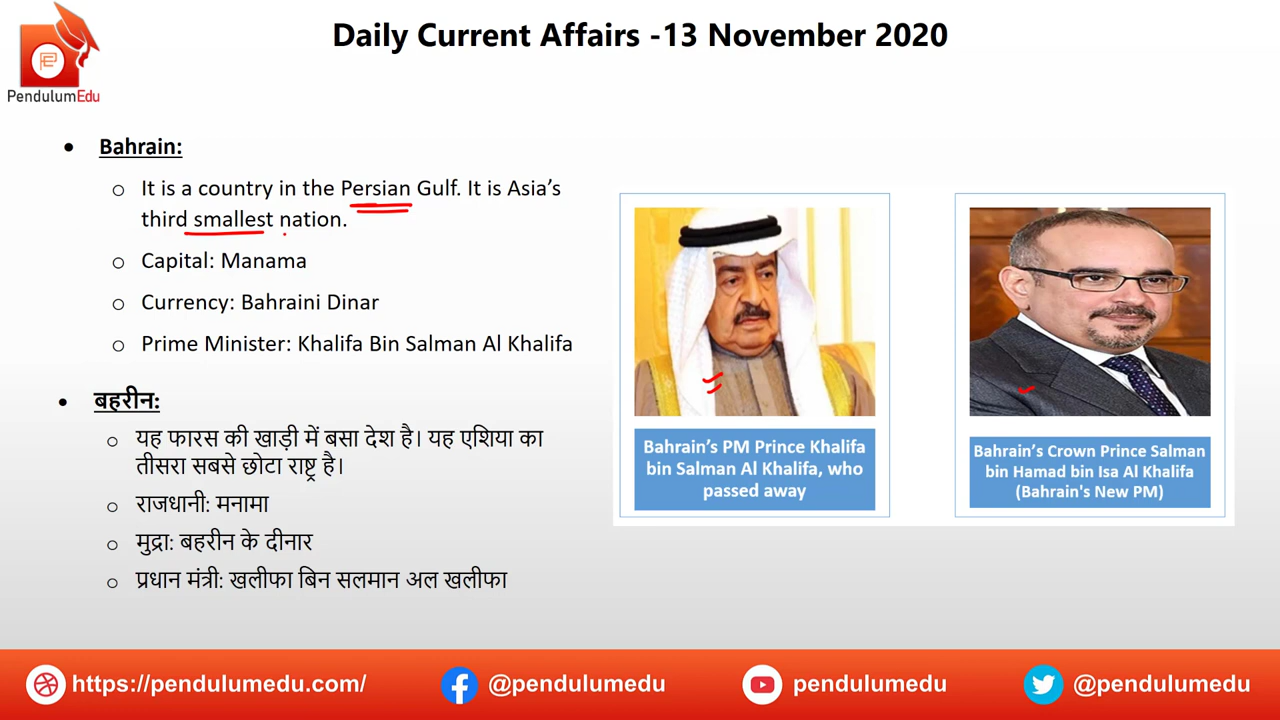 Daily Current Affairs -13 November 2020
PendulumEdu
• Bahrain:
o It is a country in the Persian Gulf. It is Asia’s
third smallest nation.
o Capital: Manama
o Currency: Bahraini Dinar
o Prime Minister: Khalifa Bin Salman Al Khalifa
• बहरीन:
o यह फारस की खाड़ी में बसा देश है। यह एशिया का
तीसरा सबसे छोटा राष्ट्र है।
o राजधानी: मनामा
o मुद्रा: बहरीन के दीनार
o प्रधान मंत्री: खलीफा बिन सलमान अल खलीफा
Bahrain’s PM Prince Khalifa
bin Salman Al Khalifa, who
passed away
Bahrain’s Crown Prince Salman
bin Hamad bin Isa Al Khalifa
(Bahrain's New PM)
https://pendulumedu.com/
@pendulumedu
pendulumedu
@pendulumedu